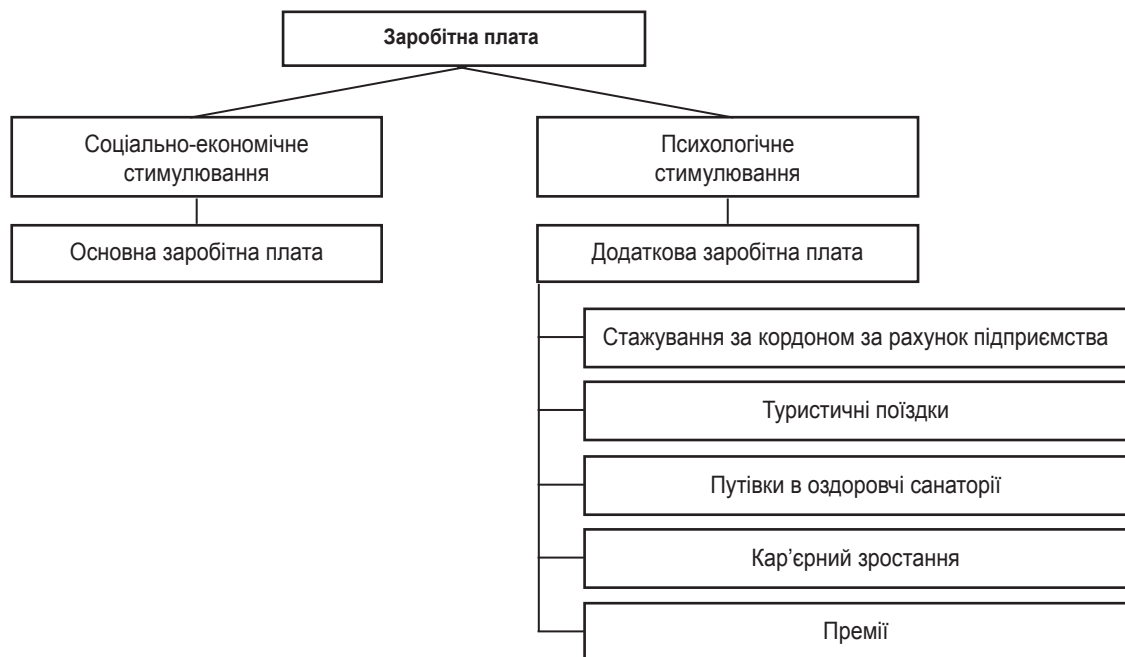 Заробітна плата
Соціально-економічне
стимулювання
Психологічне
стимулювання
Основна заробітна плата
Додаткова заробітна плата
Стажування за кордоном за рахунок підприємства
Туристичні поїздки
Путівки в оздоровчі санаторії
Кар’єрний зростання
Премії